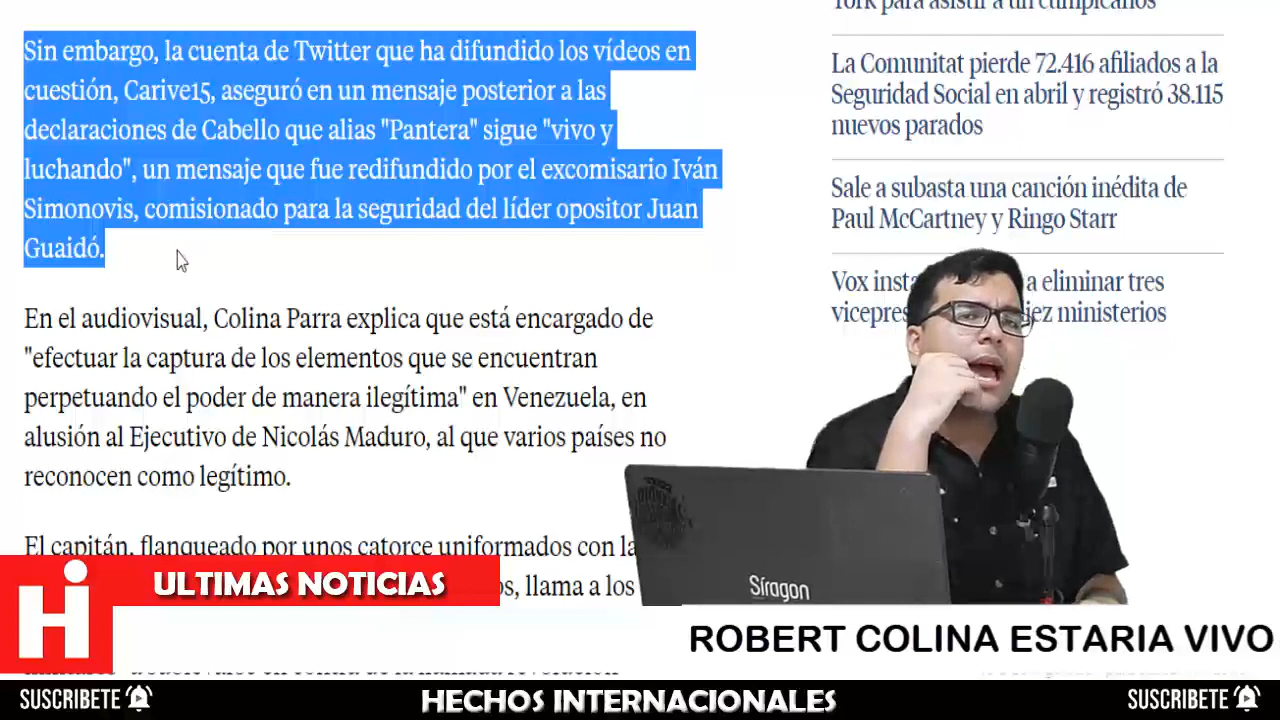 Sin embargo, la cuenta de Twitter que ha difundido los vídeos en
cuestión, Carive15, aseguró en un mensaje posterior a las
declaraciones de Cabello que alias "Pantera" sigue "vivo y
luchando", un mensaje que fue redifundido por el excomisario Iván
Simonovis, comisionado para la seguridad del líder opositor Juan
Guaidó.
En el audiovisual, Colina Parra explica que está encargado de
"efectuar la captura de los elementos que se encuentran
perpetuando el poder de manera ilegítima" en Venezuela, en
alusión al Ejecutivo de Nicolás Maduro, al que varios países no
reconocen como legítimo.
El capitán, flanqueado por unos catorce uniformados con la
llama a los
York para asistir a un cumpleaños
La Comunitat pierde 72.416 afiliados a la
Seguridad Social en abril y registró 38.115
nuevos parados
Sale a subasta una canción inédita de
Paul McCartney y Ringo Starr
Vox a eliminar tres
ministerios
Síragon
Hi
ULTIMAS NOTICIAS
ROBERT COLINA ESTARIA VIVO
SUSCRIBETE
HECHOS INTERNACIONALES
SUSCRIBETE